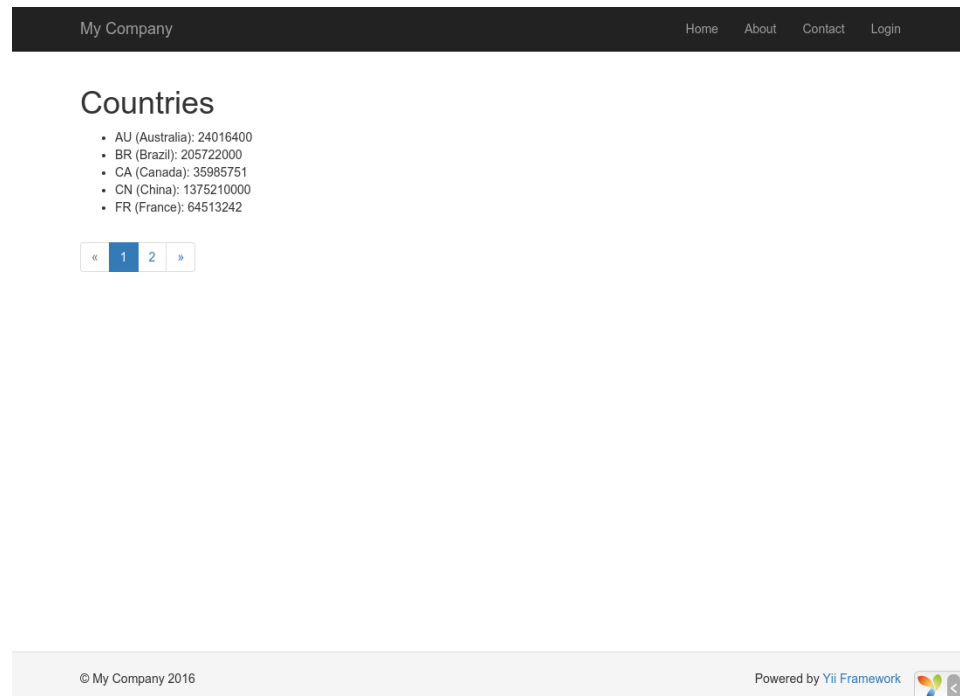 My Company Home About Contact Login
Countries
AU (Australia): 24016400
BR (Brazil): 205722000
CA (Canada): 35985751
CN (China): 1375210000
FR (France): 64513242
« 1 2 »
© My Company 2016 Powered by Yii Framework <